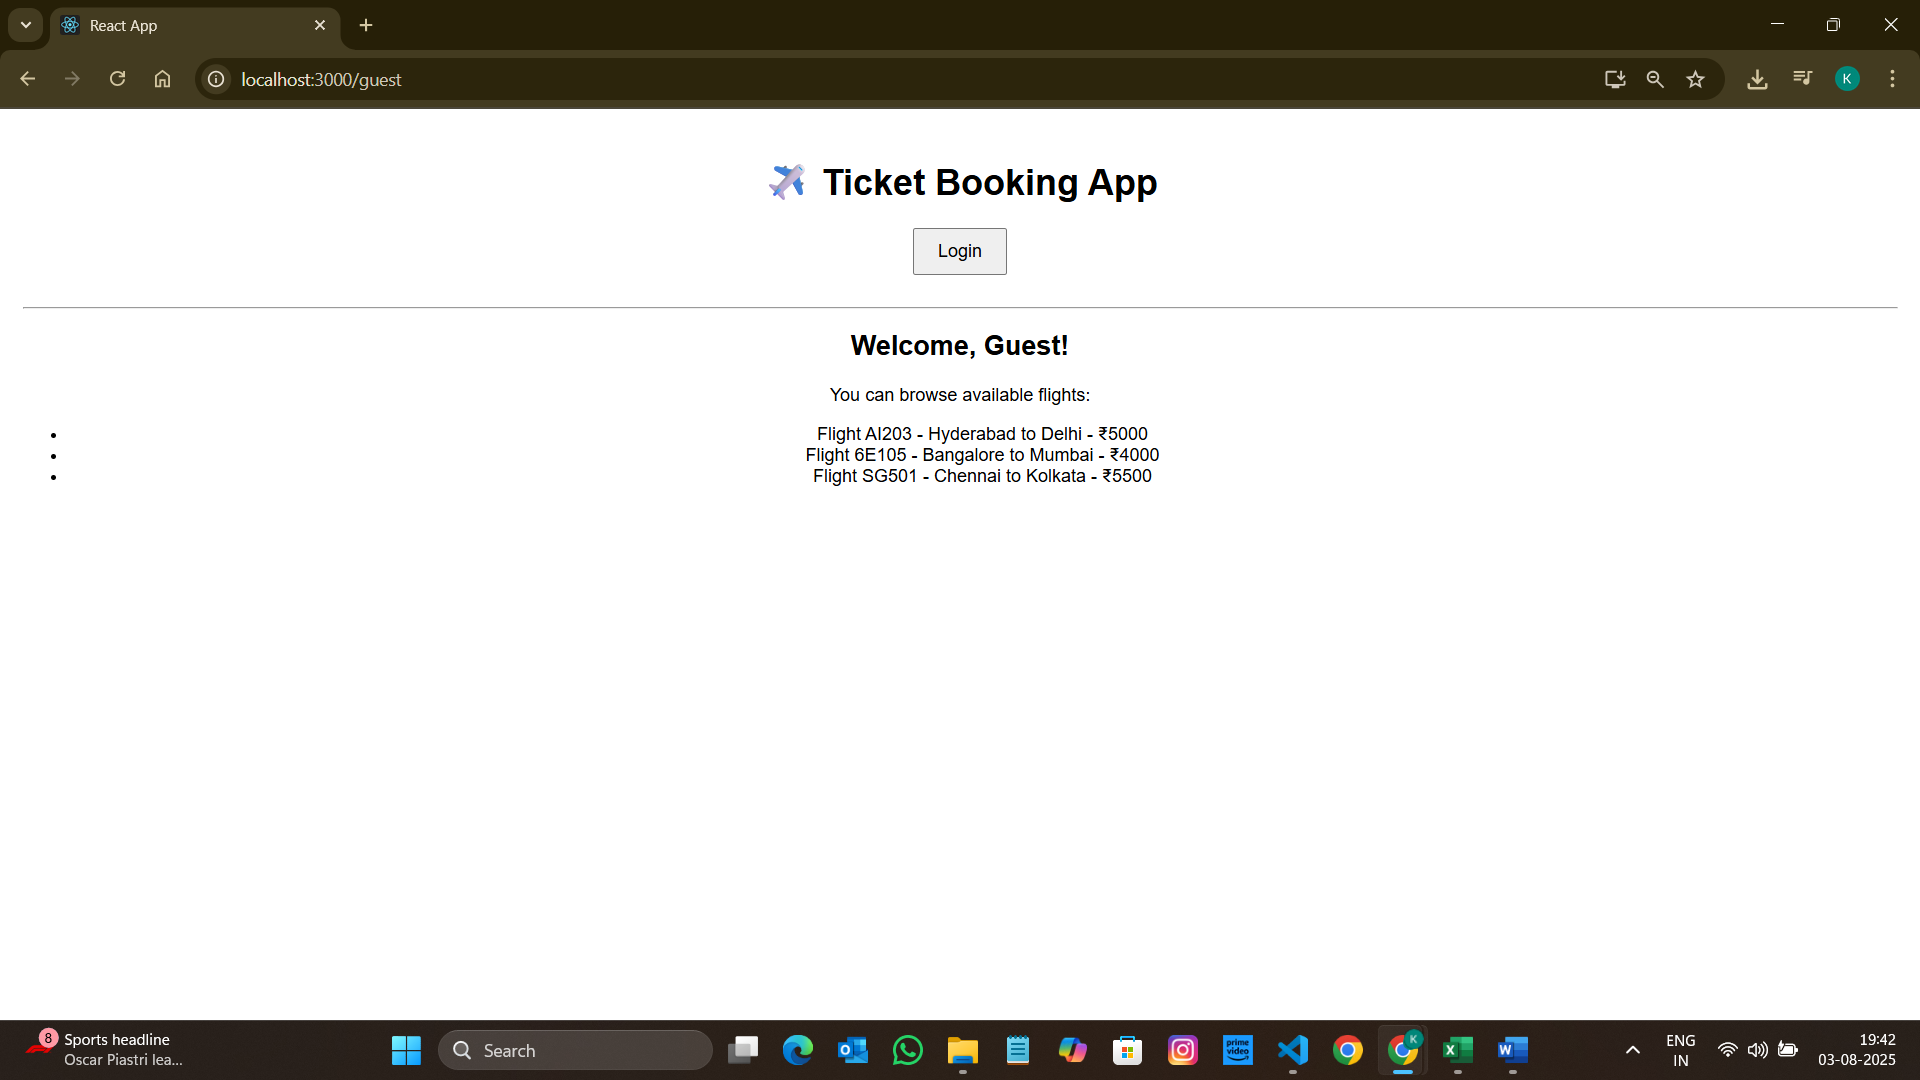 React App
localhost:3000/guest
K
Ticket Booking App
Login
Welcome, Guest!
You can browse available flights:
Flight AI203 - Hyderabad to Delhi - ₹5000
Flight 6E105 - Bangalore to Mumbai - ₹4000
Flight SG501 - Chennai to Kolkata - ₹5500
8
Sports headline
Oscar Piastri lea...
Search
prime video
K
ENG
IN
19:42
03-08-2025